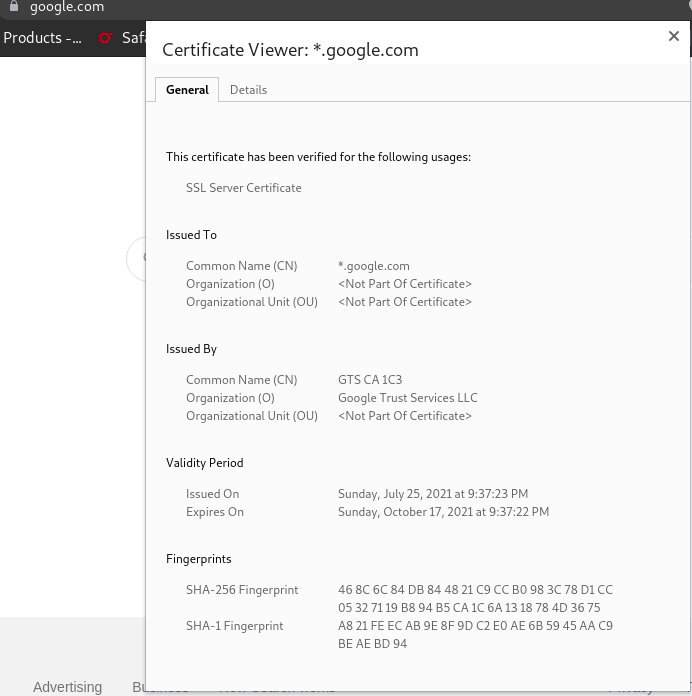 google.com
Products -...
Safa
Certificate Viewer: *.google.com
General
Details
This certificate has been verified for the following usages:
SSL Server Certificate
Issued To
Common Name (CN) *.google.com
Organization (O) <Not Part Of Certificate>
Organizational Unit (OU) <Not Part Of Certificate>
Issued By
Common Name (CN) GTS CA 1C3
Organization (O) Google Trust Services LLC
Organizational Unit (OU) <Not Part Of Certificate>
Validity Period
Issued On Sunday, July 25, 2021 at 9:37:23 PM
Expires On Sunday, October 17, 2021 at 9:37:22 PM
Fingerprints
SHA-256 Fingerprint 46 8C 6C 84 DB 84 48 21 C9 CC B0 98 3C 78 D1 CC
05 32 71 19 B8 94 B5 CA 1C 6A 13 18 78 4D 36 75
SHA-1 Fingerprint A8 21 FE EC AB 9E 8F 9D C2 E0 AE 6B 59 45 AA C9
BE AE BD 94
Advertising